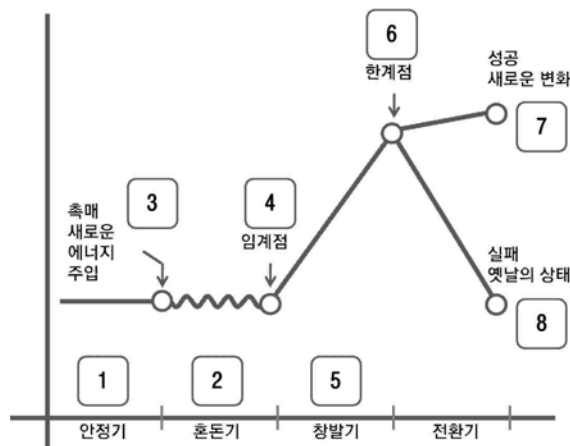 6
한계점
성공
새로운 변화
7
3
4
촉매
새로운
에너지
주입
임계점
실패
옛날의 상태
8
1
2
5
안정기
혼돈기
창발기
전환기